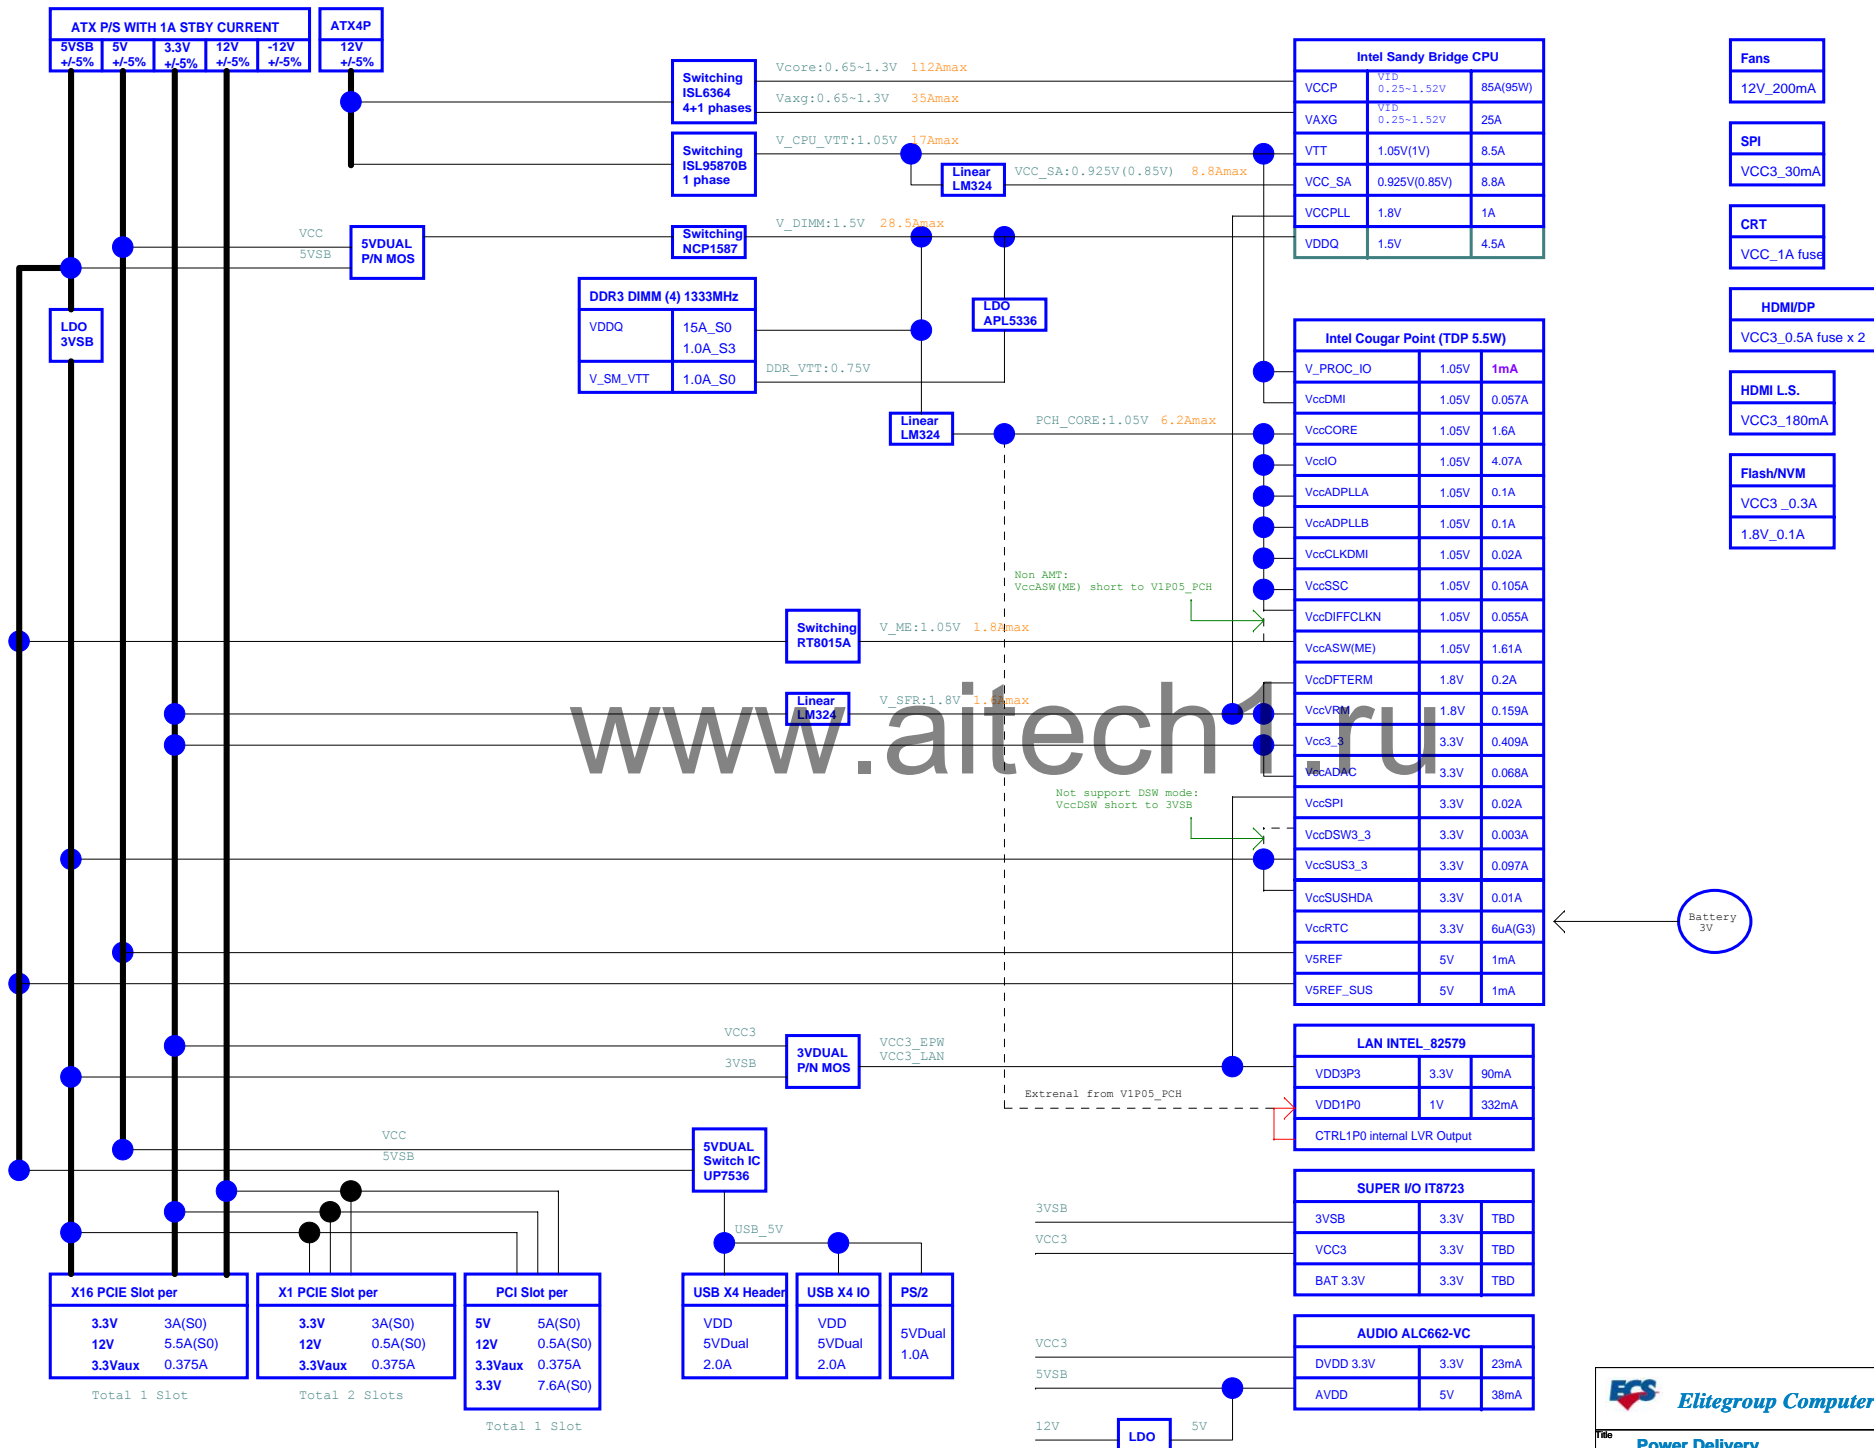 ATX P/S WITH 1A STBY CURRENT
5VSB +/-5%
5V +/-5%
3.3V +/-5%
12V +/-5%
-12V +/-5%
ATX4P
12V +/-5%
Switching
ISL6364
4+1 phases
Vcore:0.65~1.3V 112Amax
Vaxg:0.65~1.3V 35Amax
Switching
ISL95870B
1 phase
V_CPU_VTT:1.05V 17Amax
Linear
LM324
VCC_SA:0.925V(0.85V) 8.8Amax
VCC
5VSB
5VDUAL
P/N MOS
Switching
NCP1587
V_DIMM:1.5V 28.5Amax
Intel Sandy Bridge CPU
VCCP VID 0.25~1.52V 85A(95W)
VAXG VID 0.25~1.52V 25A
VTT 1.05V(1V) 8.5A
VCC_SA 0.925V(0.85V) 8.8A
VCCPLL 1.8V 1A
VDDQ 1.5V 4.5A
Fans
12V_200mA
SPI
VCC3_30mA
CRT
VCC_1A fuse
HDMI/DP
VCC3_0.5A fuse x 2
HDMI L.S.
VCC3_180mA
Flash/NVM
VCC3 _0.3A
1.8V_0.1A
LDO
3VSB
DDR3 DIMM (4) 1333MHz
VDDQ 15A_S0
1.0A_S3
V_SM_VTT 1.0A_S0
DDR_VTT:0.75V
LDO
APL5336
Linear
LM324
PCH_CORE:1.05V 6.2Amax
Intel Cougar Point (TDP 5.5W)
V_PROC_IO 1.05V 1mA
VccDMI 1.05V 0.057A
VccCORE 1.05V 1.6A
VccIO 1.05V 4.07A
VccADPLLA 1.05V 0.1A
VccADPLLB 1.05V 0.1A
VccCLKDMI 1.05V 0.02A
VccSSC 1.05V 0.105A
VccDIFFCLKN 1.05V 0.055A
VccASW(ME) 1.05V 1.61A
VccDFTERM 1.8V 0.2A
VccVRM 1.8V 0.159A
Vcc3_3 3.3V 0.409A
VccADAC 3.3V 0.068A
VccSPI 3.3V 0.02A
VccDSW3_3 3.3V 0.003A
VccSUS3_3 3.3V 0.097A
VccSUSHDA 3.3V 0.01A
VccRTC 3.3V 6uA(G3)
V5REF 5V 1mA
V5REF_SUS 5V 1mA
Non AMT:
VccASW(ME) short to V1P05_PCH
Switching
RT8015A
V_ME:1.05V 1.8Amax
Linear
LM324
V_SFR:1.8V 1.6Amax
www.aitech1.ru
Not support DSW mode:
VccDSW short to 3VSB
Battery
3V
VCC3
3VSB
3VDUAL
P/N MOS
VCC3_EPW
VCC3_LAN
Extrenal from V1P05_PCH
LAN INTEL_82579
VDD3P3 3.3V 90mA
VDD1P0 1V 332mA
CTRL1P0 internal LVR Output
VCC
5VSB
5VDUAL
Switch IC
UP7536
USB_5V
3VSB
VCC3
SUPER I/O IT8723
3VSB 3.3V TBD
VCC3 3.3V TBD
BAT 3.3V 3.3V TBD
X16 PCIE Slot per
3.3V 3A(S0)
12V 5.5A(S0)
3.3Vaux 0.375A
Total 1 Slot
X1 PCIE Slot per
3.3V 3A(S0)
12V 0.5A(S0)
3.3Vaux 0.375A
Total 2 Slots
PCI Slot per
5V 5A(S0)
12V 0.5A(S0)
3.3Vaux 0.375A
3.3V 7.6A(S0)
Total 1 Slot
USB X4 Header
VDD
5VDual
2.0A
USB X4 IO
VDD
5VDual
2.0A
PS/2
5VDual
1.0A
VCC3
5VSB
AUDIO ALC662-VC
DVDD 3.3V 3.3V 23mA
AVDD 5V 38mA
12V
LDO
5V
ECS
Elitegroup Computer
Title
Power Delivery